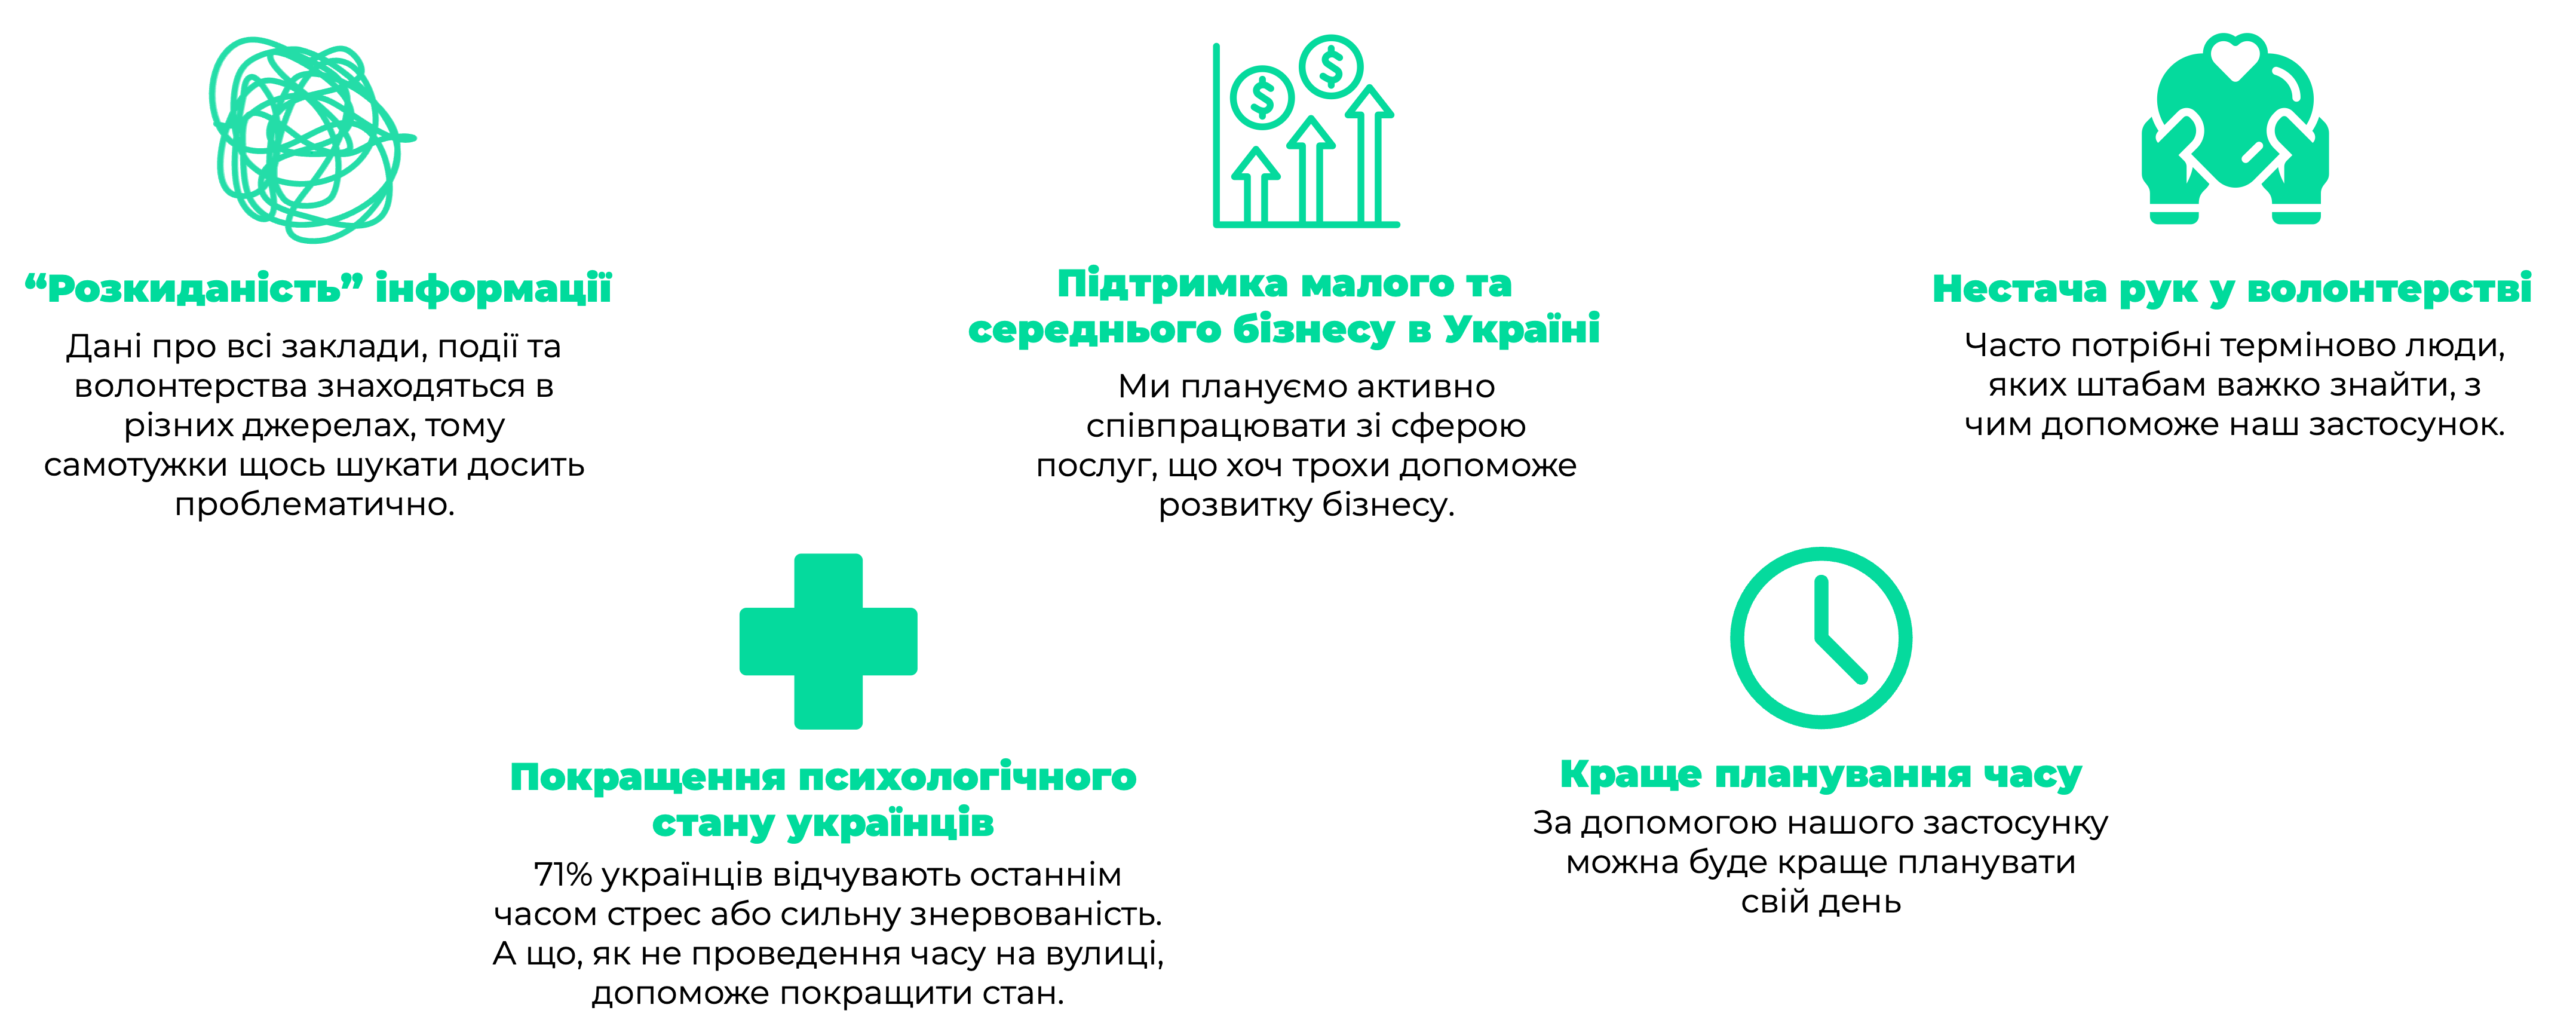 “Розкиданість” інформації
Дані про всі заклади, події та
волонтерства знаходяться в
різних джерелах, тому
самотужки щось шукати досить
проблематично.
$
$
Підтримка малого та
середнього бізнесу в Україні
Ми плануємо активно
співпрацювати зі сферою
послуг, що хоч трохи допоможе
розвитку бізнесу.
Нестача рук у волонтерстві
Часто потрібні терміново люди,
яких штабам важко знайти, з
чим допоможе наш застосунок.
Покращення психологічного
стану українців
71% українців відчувають останнім
часом стрес або сильну знервованість.
А що, як не проведення часу на вулиці,
допоможе покращити стан.
Краще планування часу
За допомогою нашого застосунку
можна буде краще планувати
свій день